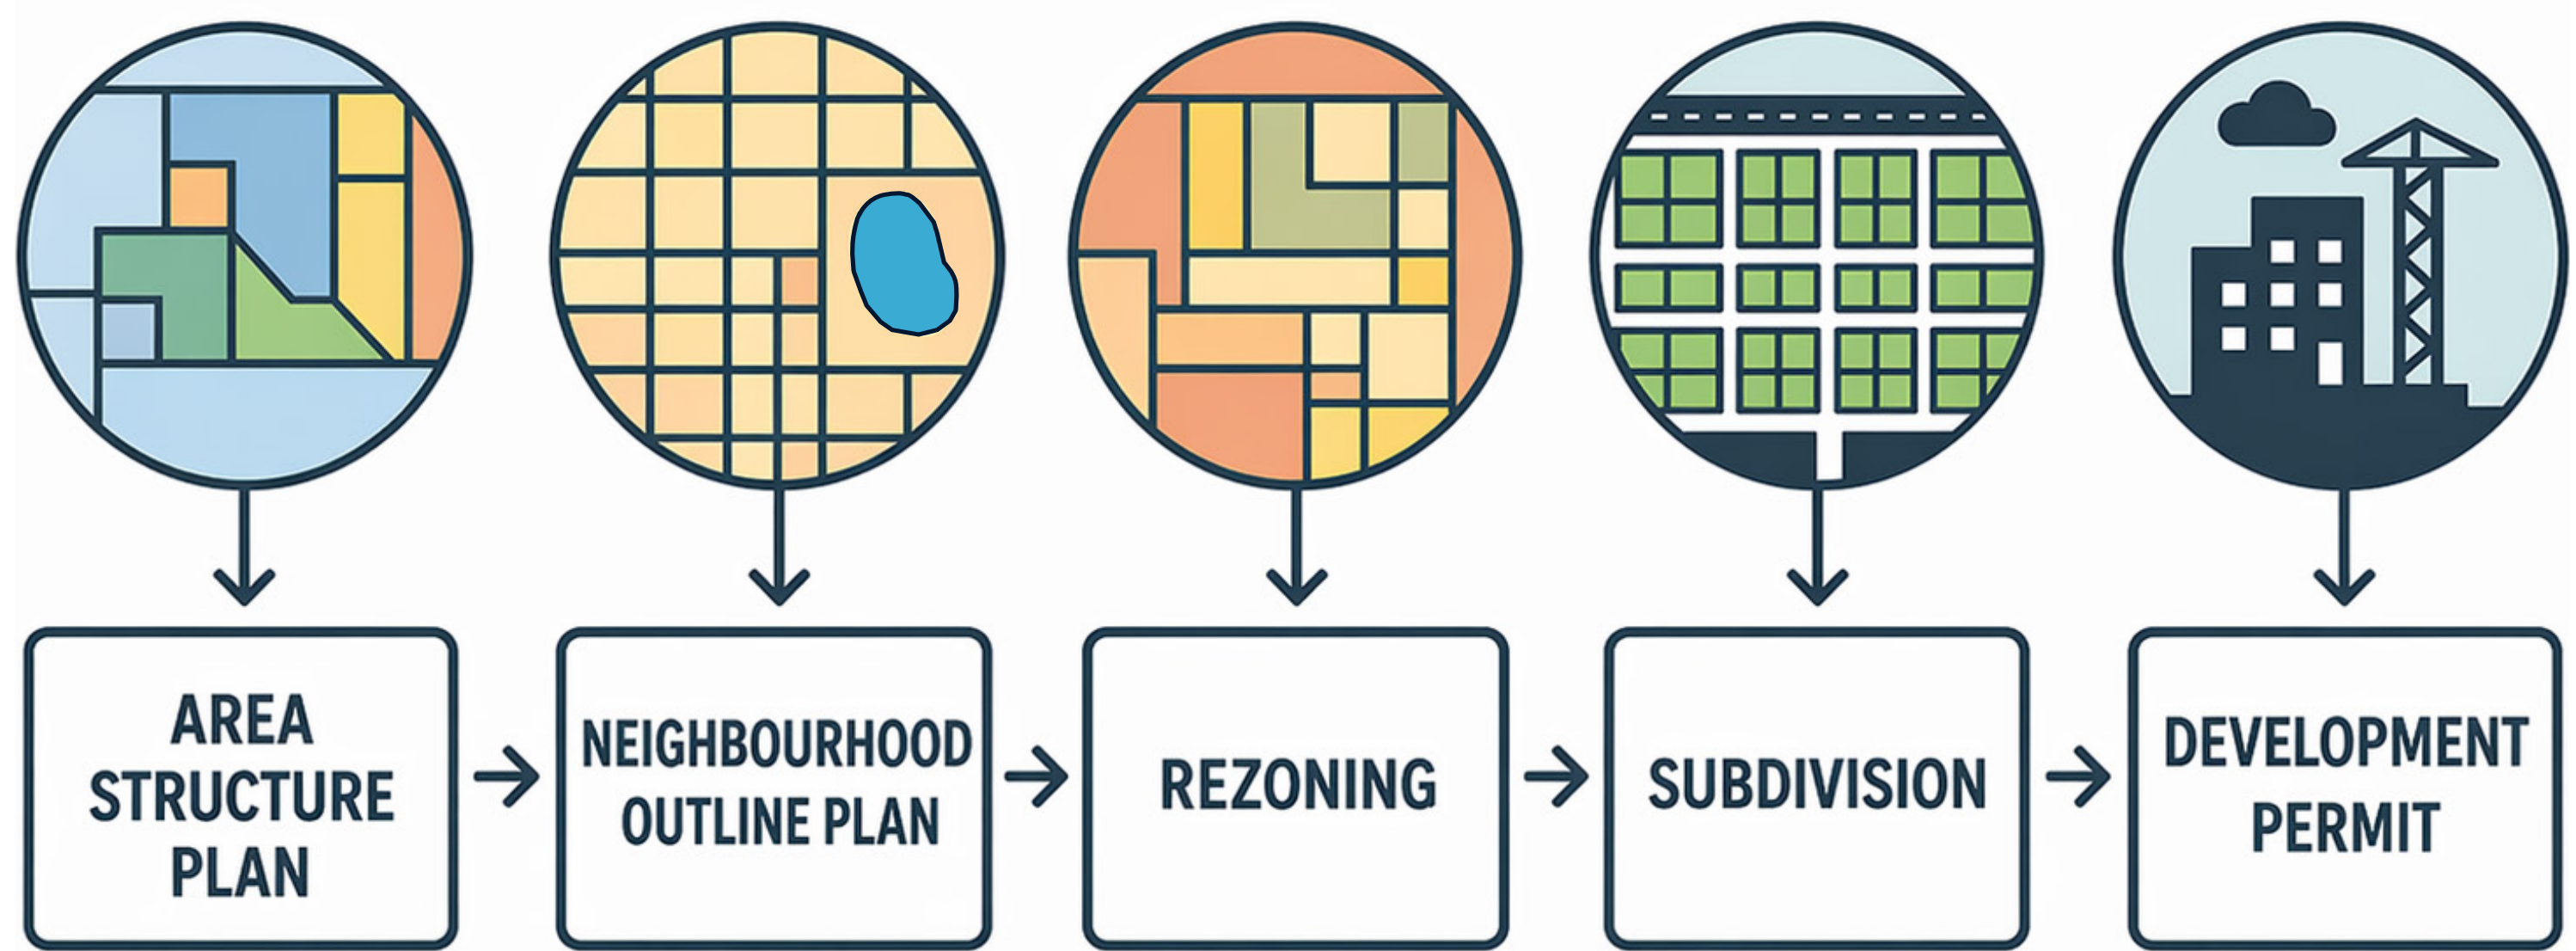 AREA
STRUCTURE
PLAN
NEIGHBOURHOOD
OUTLINE PLAN
REZONING
SUBDIVISION
DEVELOPMENT
PERMIT